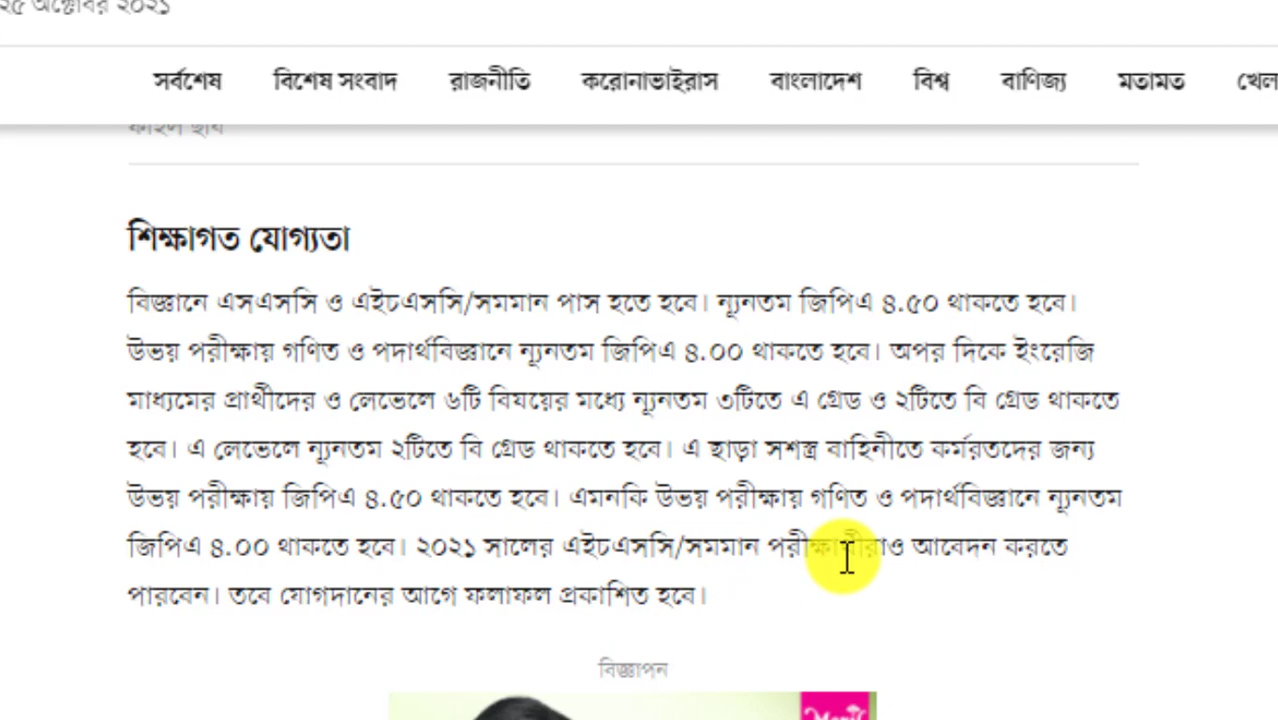 ২৫ অক্টোবর ২০২১
সর্বশেষ বিশেষ সংবাদ রাজনীতি করোনাভাইরাস বাংলাদেশ বিশ্ব বাণিজ্য মতামত খেল
ফাইল ছবি
শিক্ষাগত যোগ্যতা
বিজ্ঞানে এসএসসি ও এইচএসসি/সমমান পাস হতে হবে। ন্যূনতম জিপিএ ৪.৫০ থাকতে হবে।
উভয় পরীক্ষায় গণিত ও পদার্থবিজ্ঞানে ন্যূনতম জিপিএ ৪.০০ থাকতে হবে। অপর দিকে ইংরেজি
মাধ্যমের প্রার্থীদের ও লেভেলে ৬টি বিষয়ের মধ্যে ন্যূনতম ৩টিতে এ গ্রেড ও ২টিতে বি গ্রেড থাকতে
হবে। এ লেভেলে ন্যূনতম ২টিতে বি গ্রেড থাকতে হবে। এ ছাড়া সশস্ত্র বাহিনীতে কর্মরতদের জন্য
উভয় পরীক্ষায় জিপিএ ৪.৫০ থাকতে হবে। এমনকি উভয় পরীক্ষায় গণিত ও পদার্থবিজ্ঞানে ন্যূনতম
জিপিএ ৪.০০ থাকতে হবে। ২০২১ সালের এইচএসসি/সমমান পরীক্ষার্থীরাও আবেদন করতে
পারবেন। তবে যোগদানের আগে ফলাফল প্রকাশিত হবে।
বিজ্ঞাপন